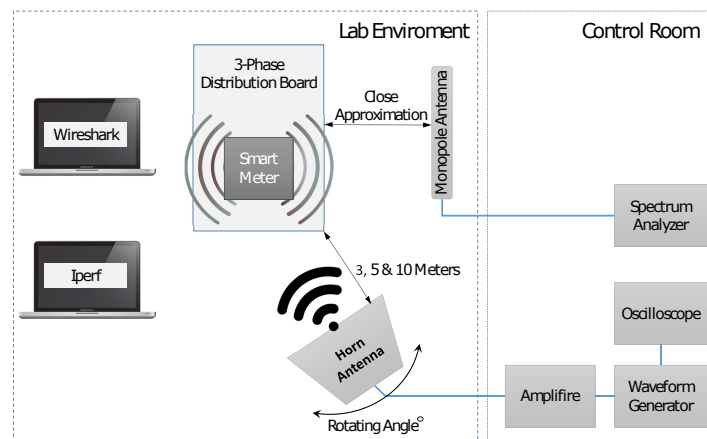 Lab Enviroment
Control Room
3-Phase
Distribution Board
Close
Approximation
Monopole Antenna
Wireshark
Smart
Meter
Spectrum
Analyzer
Iperf
3, 5 & 10 Meters
Oscilloscope
Horn
Antenna
Amplifire
Waveform
Generator
Rotating Angle°